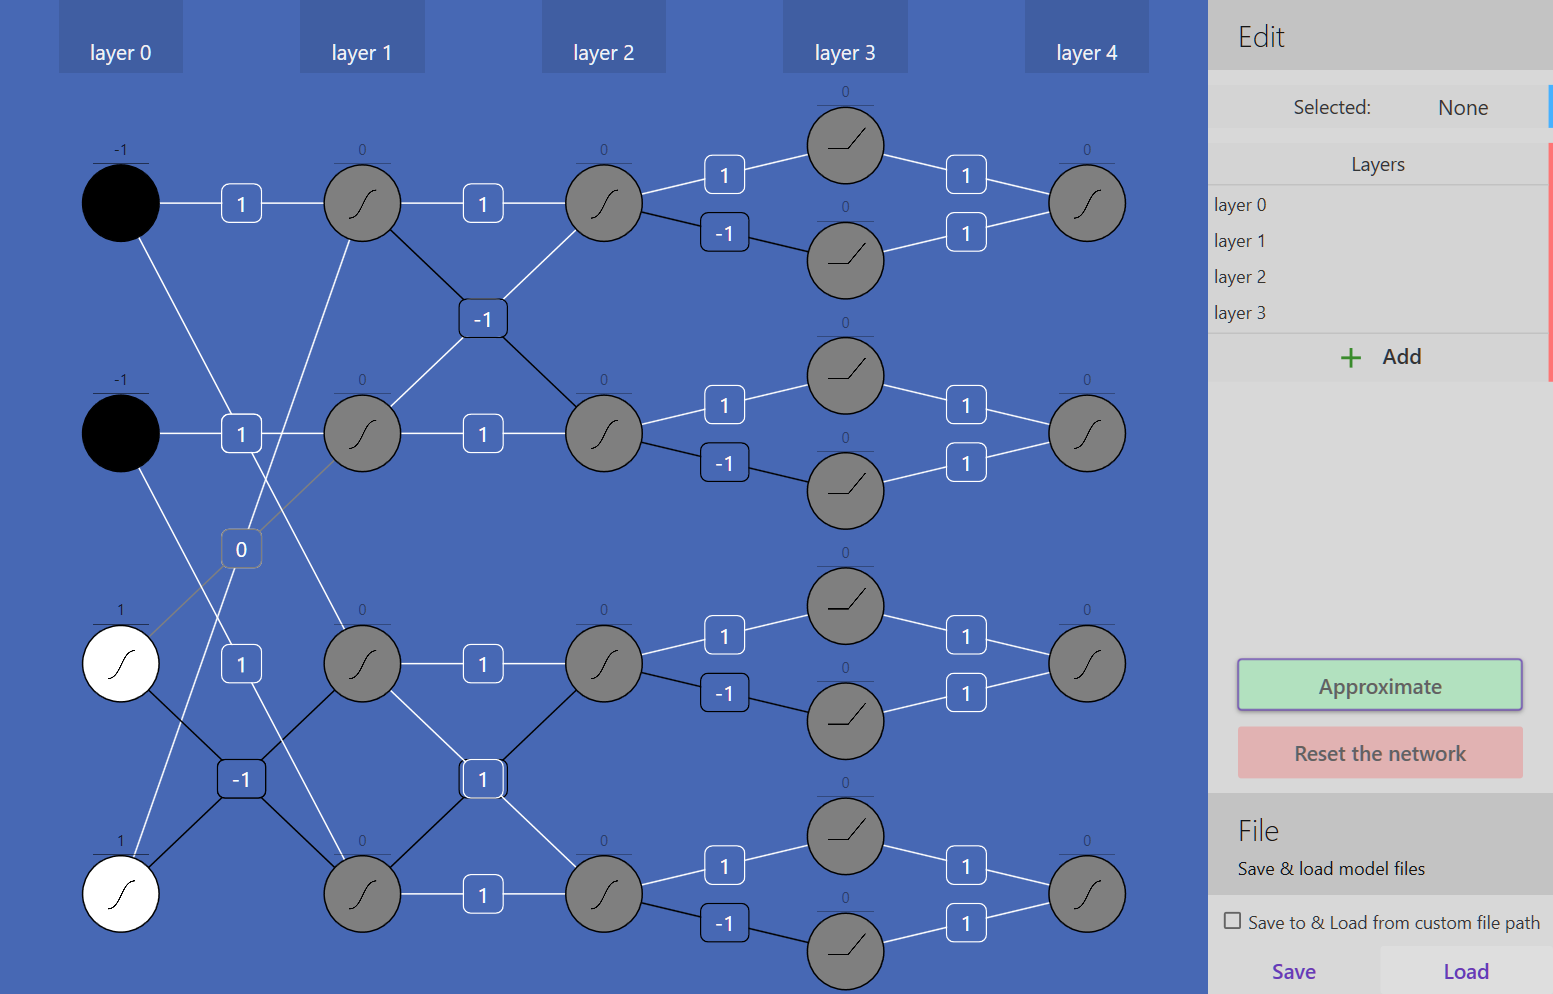 layer 0 layer 1 layer 2 layer 3 layer 4
0
-1 0 0 0
1 1
1 1 1
0
-1 1
0
-1
-1 0 0 0
1 1
1 1
0
-1 1
0
0
1 0 0 0
1 1
1 1
0
-1 1
0
-1 1
1 0 0 0
1 1
1
0
-1 1
Edit
Selected: None
Layers
layer 0
layer 1
layer 2
layer 3
+ Add
Approximate
Reset the network
File
Save & load model files
Save to & Load from custom file path
Save Load